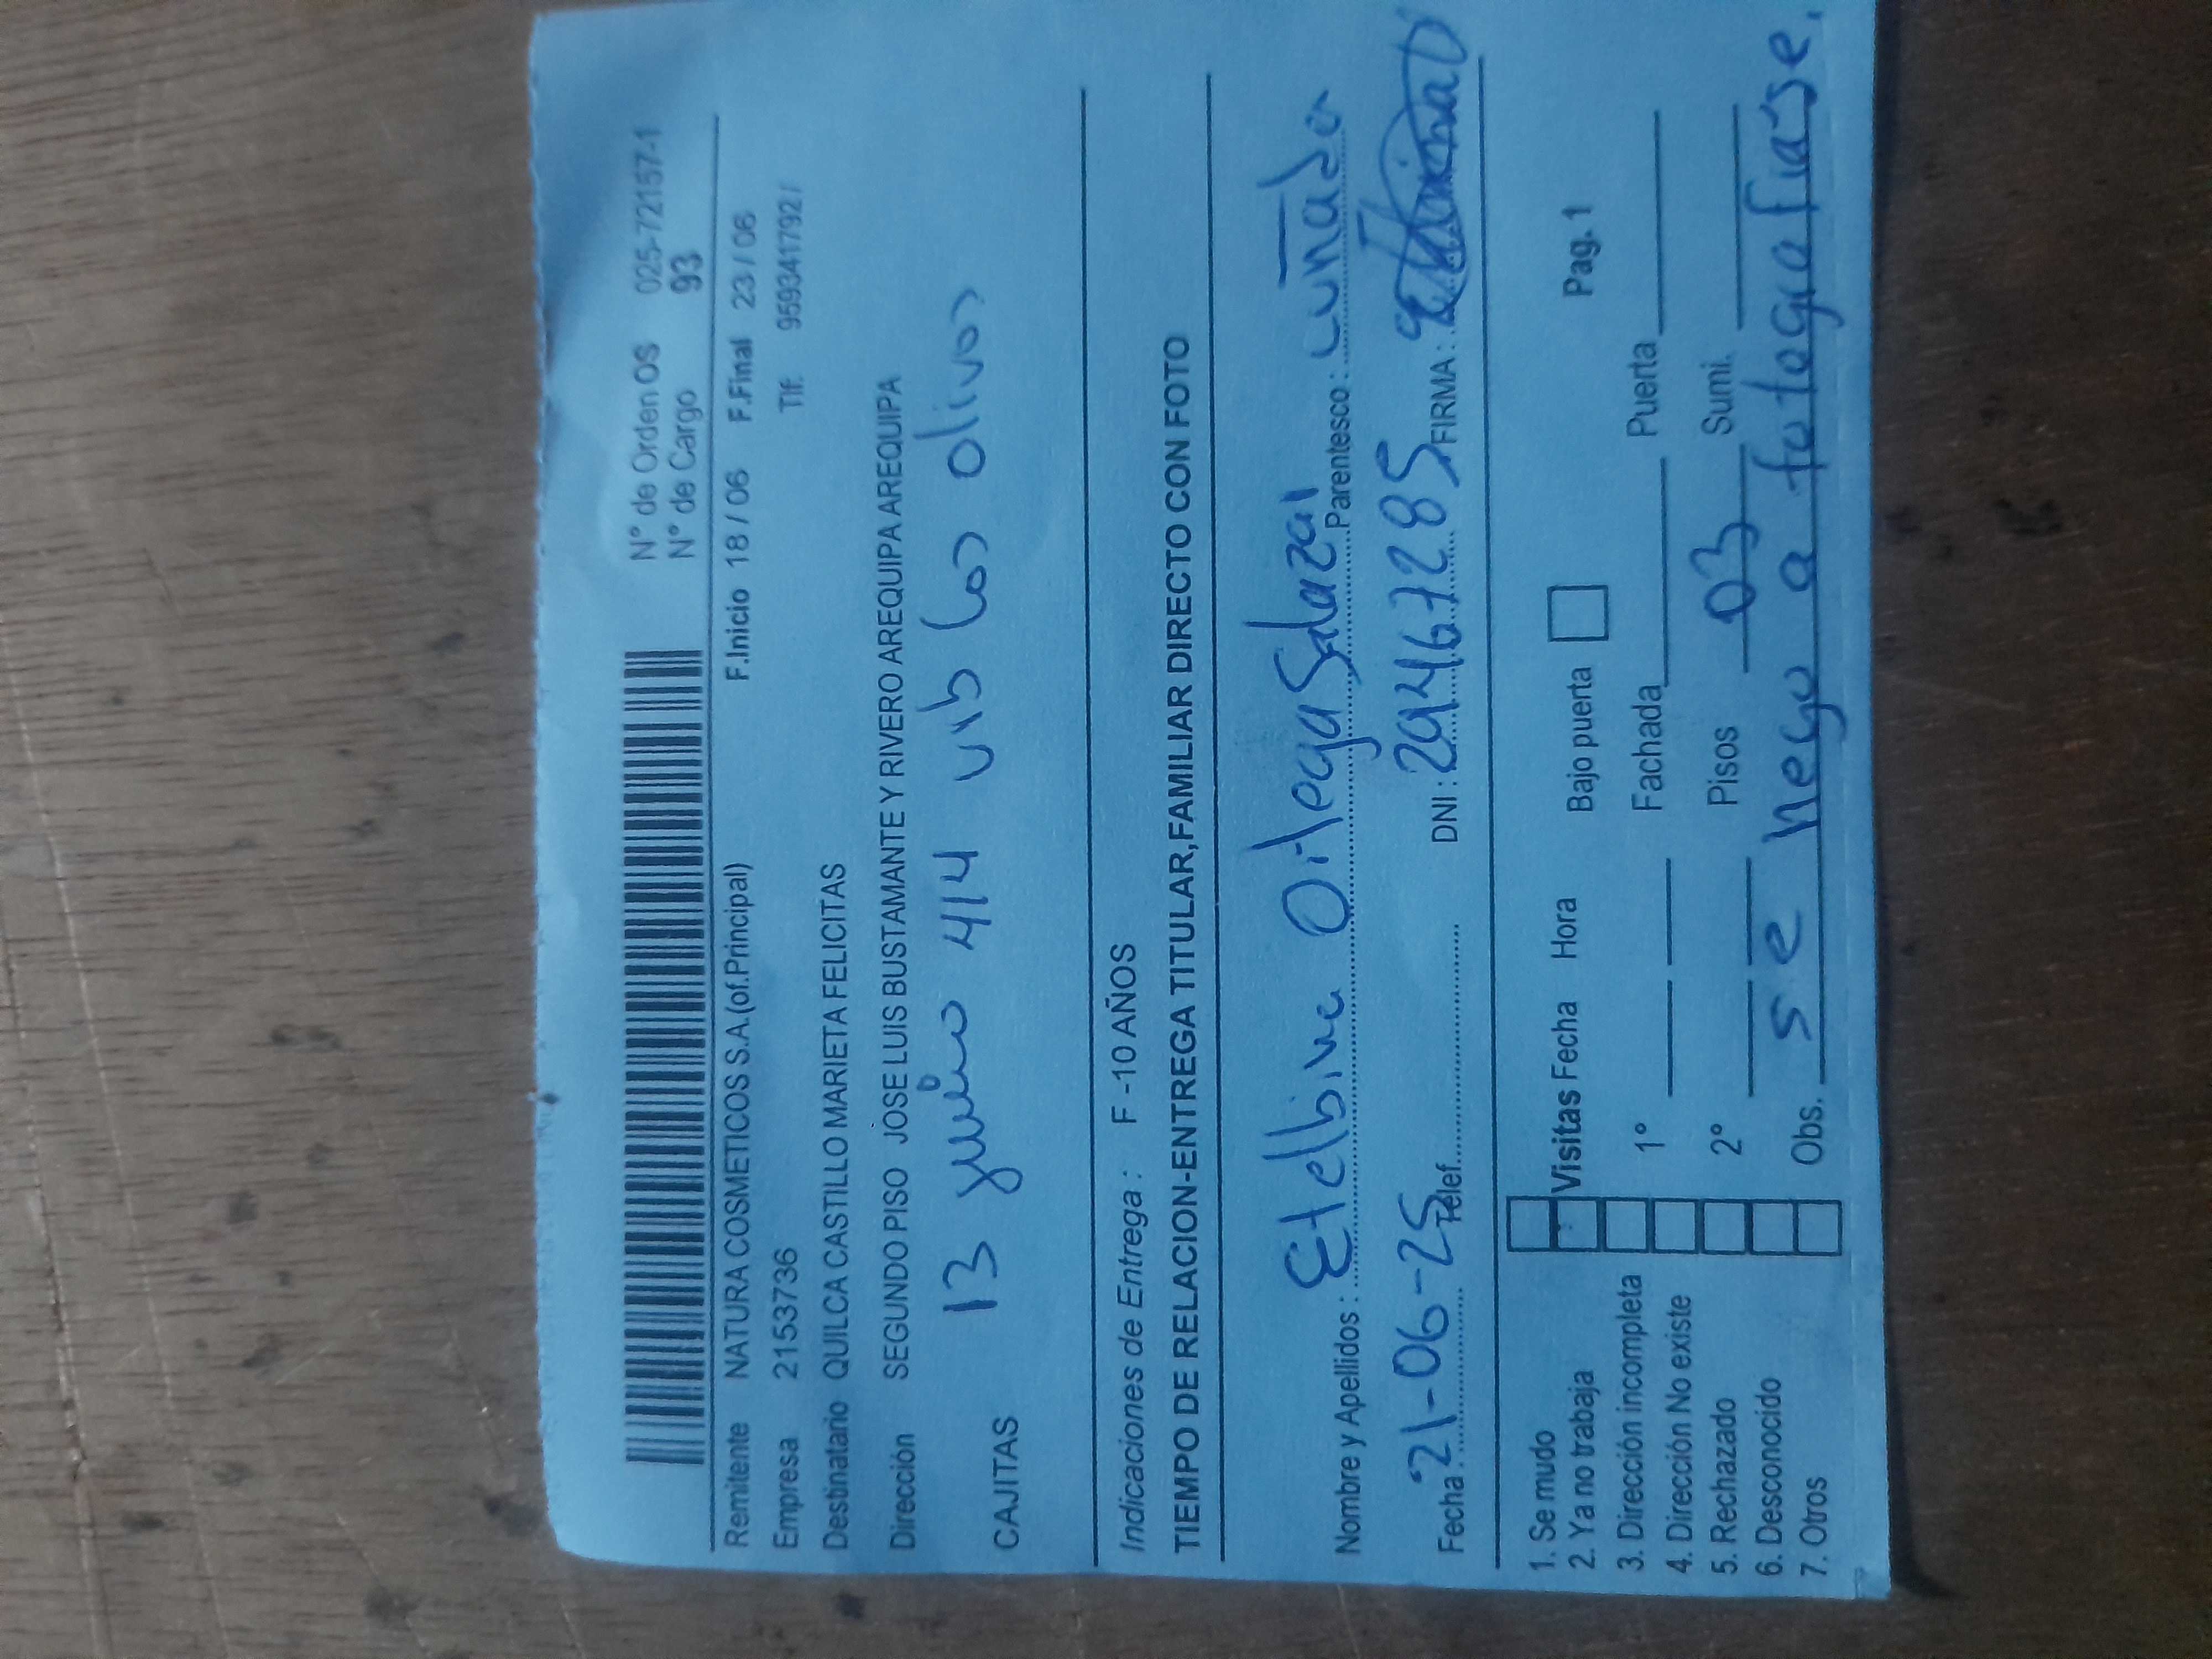 N° de Orden OS 025-72157-1
N° de Cargo 93
Remitente NATURA COSMETICOS S.A.(of.Principal) F.Inicio 18 / 06 F.Final 23 / 06
Empresa 2153736 Tlf. 959341792 /
Destinatario QUILCA CASTILLO MARIETA FELICITAS
Dirección SEGUNDO PISO JOSE LUIS BUSTAMANTE Y RIVERO AREQUIPA AREQUIPA
13 junio 414 urb los olivos
CAJITAS
Indicaciones de Entrega : F -10 AÑOS
TIEMPO DE RELACION-ENTREGA TITULAR,FAMILIAR DIRECTO CON FOTO
Nombre y Apellidos : Etelbina Ortega Salazar Parentesco : cuñada
Fecha : 21-06-25 Telef. DNI : 29467285 FIRMA :
1. Se mudo
2. Ya no trabaja
3. Dirección incompleta
4. Dirección No existe
5. Rechazado
6. Desconocido
7. Otros
Visitas Fecha Hora Bajo puerta Pag. 1
1° Fachada Puerta
2° Pisos 03 Sumi.
Obs. se nego a fotografiarse.